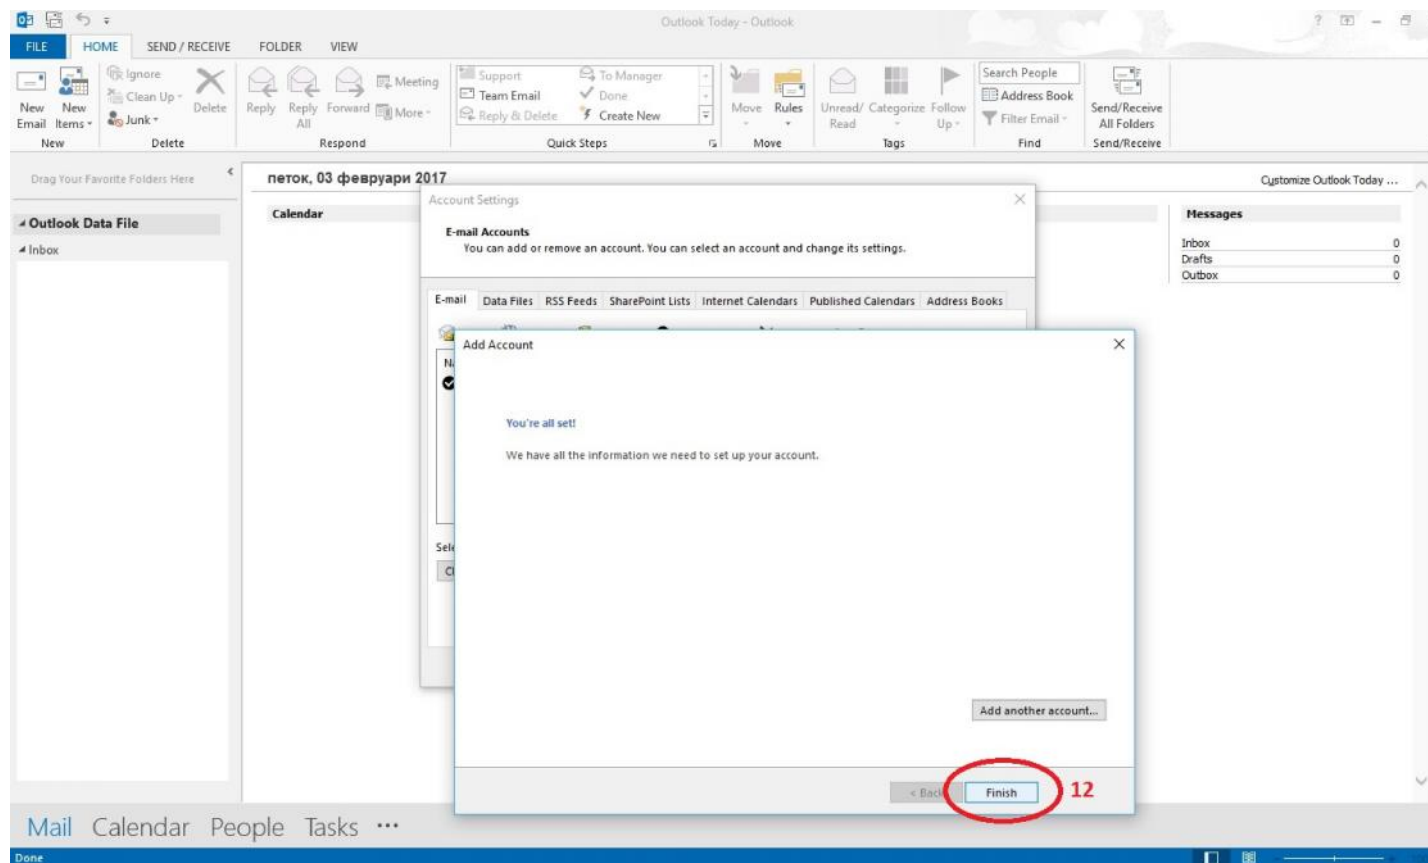 Outlook Today - Outlook
FILE HOME SEND / RECEIVE FOLDER VIEW
New Email
New Items
Ignore
Clean Up
Junk
Delete
Reply
Reply All
Forward
Meeting
More
Support
Team Email
Reply & Delete
To Manager
Done
Create New
Move
Rules
Unread/ Read
Categorize
Follow Up
Search People
Address Book
Filter Email
Send/Receive All Folders
New Delete Respond Quick Steps Move Tags Find Send/Receive
Drag Your Favorite Folders Here
Outlook Data File
Inbox
петок, 03 февруари 2017
Customize Outlook Today ...
Calendar
Messages
Inbox 0
Drafts 0
Outbox 0
Account Settings
E-mail Accounts
You can add or remove an account. You can select an account and change its settings.
E-mail Data Files RSS Feeds SharePoint Lists Internet Calendars Published Calendars Address Books
Add Account
You're all set!
We have all the information we need to set up your account.
Add another account...
< Back Finish 12
Mail Calendar People Tasks ...
Done